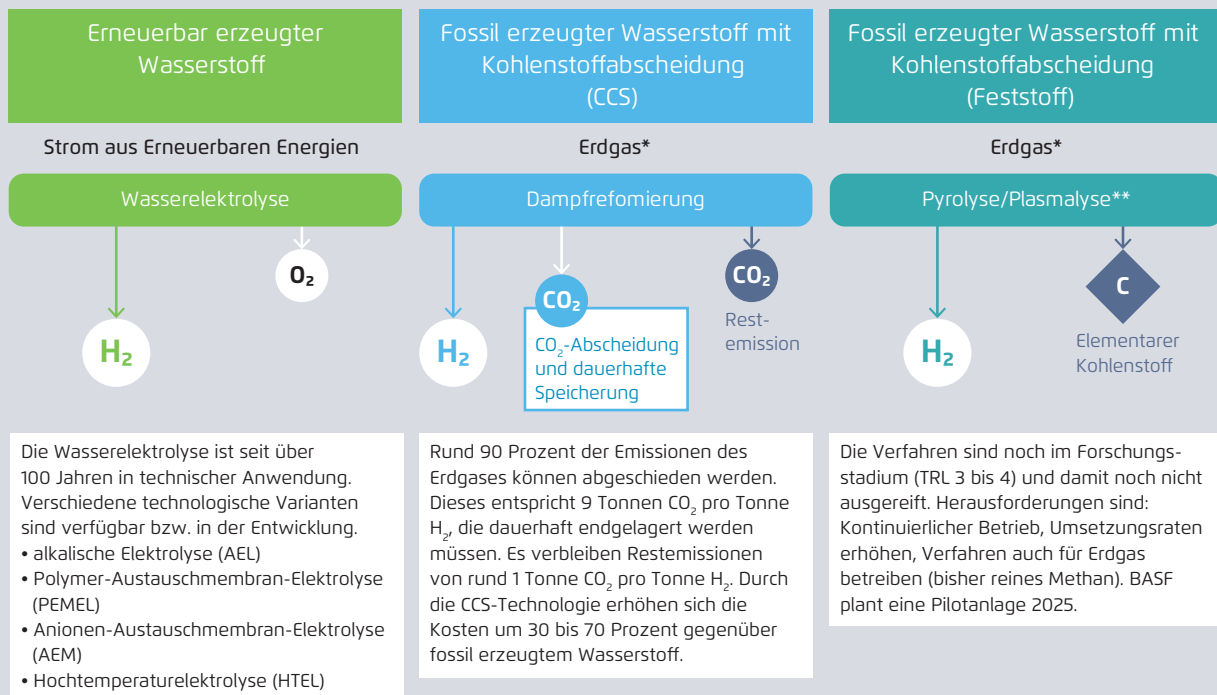 Erneuerbar erzeugter
Wasserstoff
Strom aus Erneuerbaren Energien
Wasserelektrolyse
O₂
H₂
Die Wasserelektrolyse ist seit über
100 Jahren in technischer Anwendung.
Verschiedene technologische Varianten
sind verfügbar bzw. in der Entwicklung.
• alkalische Elektrolyse (AEL)
• Polymer-Austauschmembran-Elektrolyse
(PEMEL)
• Anionen-Austauschmembran-Elektrolyse
(AEM)
• Hochtemperaturelektrolyse (HTEL)
Fossil erzeugter Wasserstoff mit
Kohlenstoffabscheidung
(CCS)
Erdgas*
Dampfrefomierung
CO₂
CO₂
H₂
Rest-
emission
CO₂-Abscheidung
und dauerhafte
Speicherung
Rund 90 Prozent der Emissionen des
Erdgases können abgeschieden werden.
Dieses entspricht 9 Tonnen CO₂ pro Tonne
H₂, die dauerhaft endgelagert werden
müssen. Es verbleiben Restemissionen
von rund 1 Tonne CO₂ pro Tonne H₂. Durch
die CCS-Technologie erhöhen sich die
Kosten um 30 bis 70 Prozent gegenüber
fossil erzeugtem Wasserstoff.
Fossil erzeugter Wasserstoff mit
Kohlenstoffabscheidung
(Feststoff)
Erdgas*
Pyrolyse/Plasmalyse**
C
H₂
Elementarer
Kohlenstoff
Die Verfahren sind noch im Forschungs-
stadium (TRL 3 bis 4) und damit noch nicht
ausgereift. Herausforderungen sind:
Kontinuierlicher Betrieb, Umsetzungsraten
erhöhen, Verfahren auch für Erdgas
betreiben (bisher reines Methan). BASF
plant eine Pilotanlage 2025.